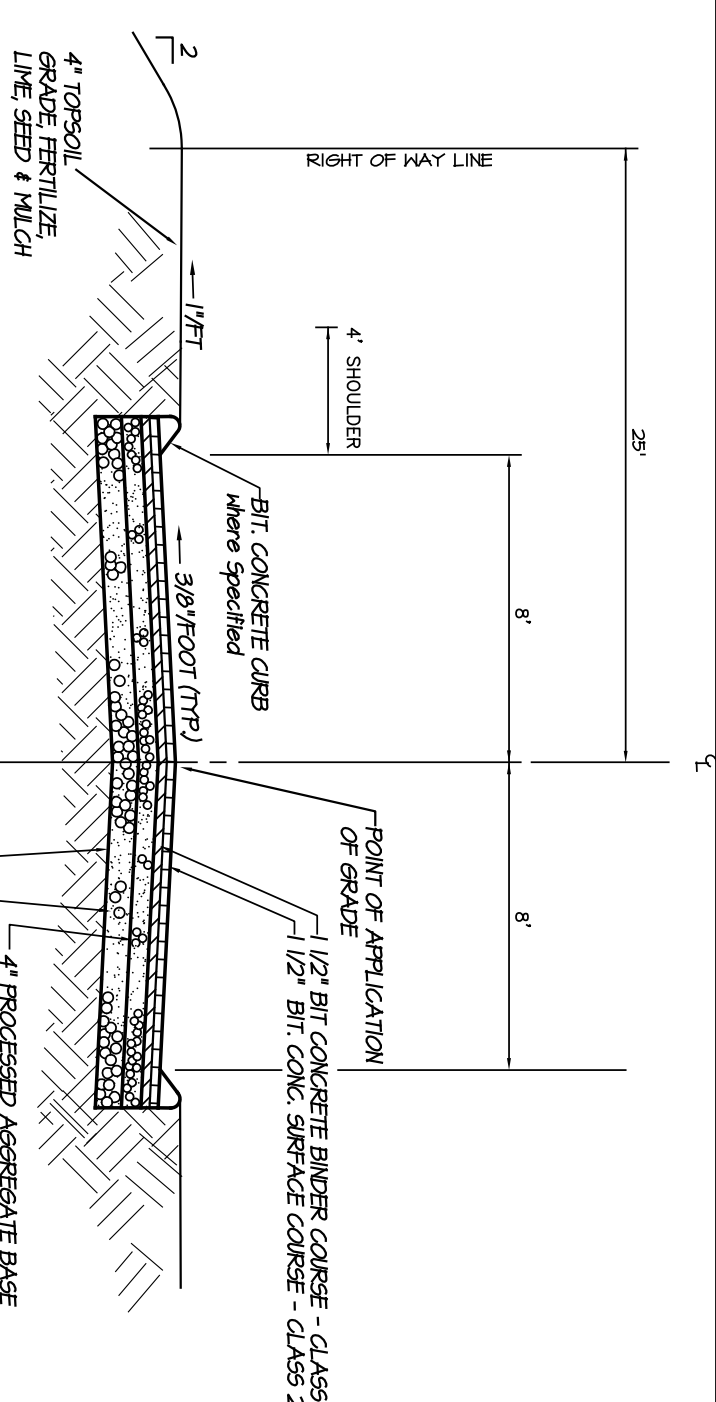 ℄
25'
RIGHT OF WAY LINE
4' SHOULDER
8'
8'
2
1"/FT
3/8"/FOOT (TYP.)
BIT. CONCRETE CURB
where Specified
POINT OF APPLICATION
OF GRADE
1 1/2" BIT CONCRETE BINDER COURSE - CLASS
1 1/2" BIT. CONC. SURFACE COURSE - CLASS 2
4" TOPSOIL
GRADE, FERTILIZE,
LIME, SEED & MULCH
4" PROCESSED AGGREGATE BASE